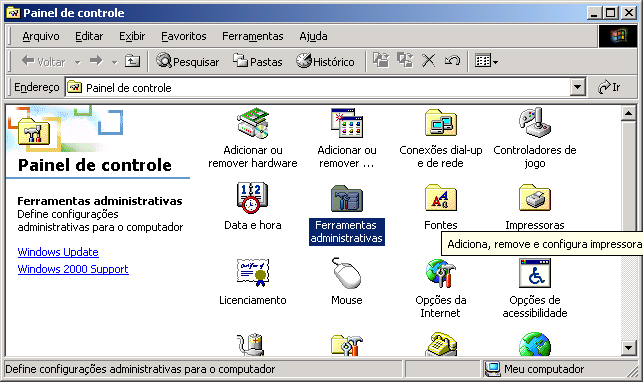 Painel de controle
Arquivo Editar Exibir Favoritos Ferramentas Ajuda
Voltar Pesquisar Pastas Histórico
Endereço Painel de controle Ir
Painel de controle
Ferramentas administrativas
Define configurações
administrativas para o computador
Windows Update
Windows 2000 Support
Adicionar ou
remover hardware
Adicionar ou
remover ...
Conexões dial-up
e de rede
Controladores de
jogo
Data e hora
Ferramentas
administrativas
Fontes
Impressoras
Adiciona, remove e configura impressora
Licenciamento
Mouse
Opções da
Internet
Opções de
acessibilidade
Define configurações administrativas para o computador
Meu computador